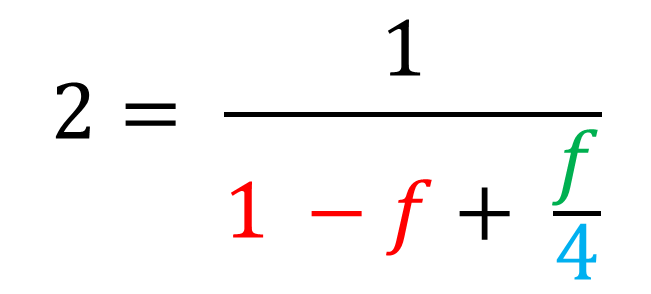 2 = 1
1 − f + f
4